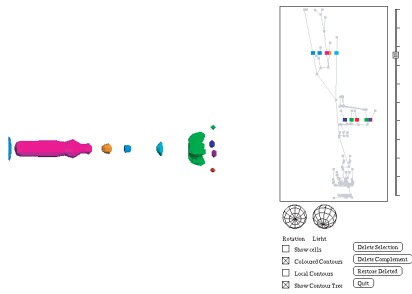 Rotation Light
Show cells
Delete Selection
Coloured Contours
Delete Complement
Local Contours
Restore Deleted
Show Contour Tree
Quit